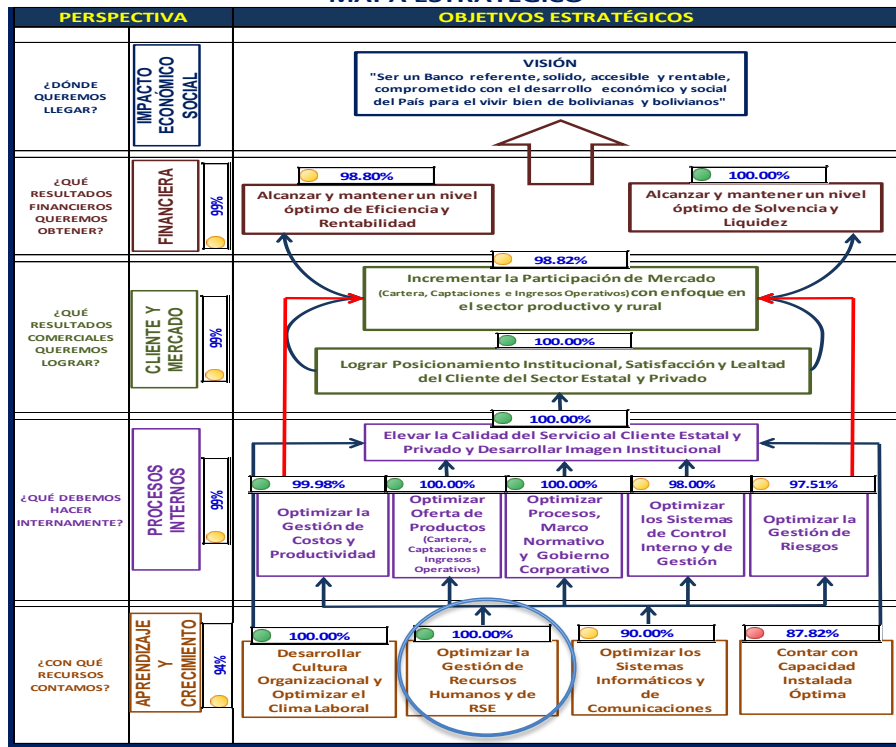 MAPA ESTRATÉGICO
PERSPECTIVA
OBJETIVOS ESTRATÉGICOS
¿DÓNDE
QUEREMOS
LLEGAR?
IMPACTO
ECONÓMICO
SOCIAL
VISIÓN
"Ser un Banco referente, solido, accesible y rentable,
comprometido con el desarrollo económico y social
del País para el vivir bien de bolivianas y bolivianos"
¿QUÉ
RESULTADOS
FINANCIEROS
QUEREMOS
OBTENER?
FINANCIERA
99%
98.80%
Alcanzar y mantener un nivel
óptimo de Eficiencia y
Rentabilidad
100.00%
Alcanzar y mantener un nivel
óptimo de Solvencia y
Liquidez
¿QUÉ
RESULTADOS
COMERCIALES
QUEREMOS
LOGRAR?
CLIENTE Y
MERCADO
99%
98.82%
Incrementar la Participación de Mercado
(Cartera, Captaciones e Ingresos Operativos) con enfoque en
el sector productivo y rural
100.00%
Lograr Posicionamiento Institucional, Satisfacción y Lealtad
del Cliente del Sector Estatal y Privado
¿QUÉ DEBEMOS
HACER
INTERNAMENTE?
PROCESOS
INTERNOS
99%
100.00%
Elevar la Calidad del Servicio al Cliente Estatal y
Privado y Desarrollar Imagen Institucional
99.98%
Optimizar la
Gestión de
Costos y
Productividad
100.00%
Optimizar
Oferta de
Productos
(Cartera,
Captaciones e
Ingresos
Operativos)
100.00%
Optimizar
Procesos,
Marco
Normativo
y Gobierno
Corporativo
98.00%
Optimizar
los Sistemas
de Control
Interno y de
Gestión
97.51%
Optimizar la
Gestión de
Riesgos
¿CON QUÉ
RECURSOS
CONTAMOS?
APRENDIZAJE
Y
CRECIMIENTO
94%
100.00%
Desarrollar
Cultura
Organizacional y
Optimizar el
Clima Laboral
100.00%
Optimizar la
Gestión de
Recursos
Humanos y de
RSE
90.00%
Optimizar los
Sistemas
Informáticos y
de
Comunicaciones
87.82%
Contar con
Capacidad
Instalada
Óptima